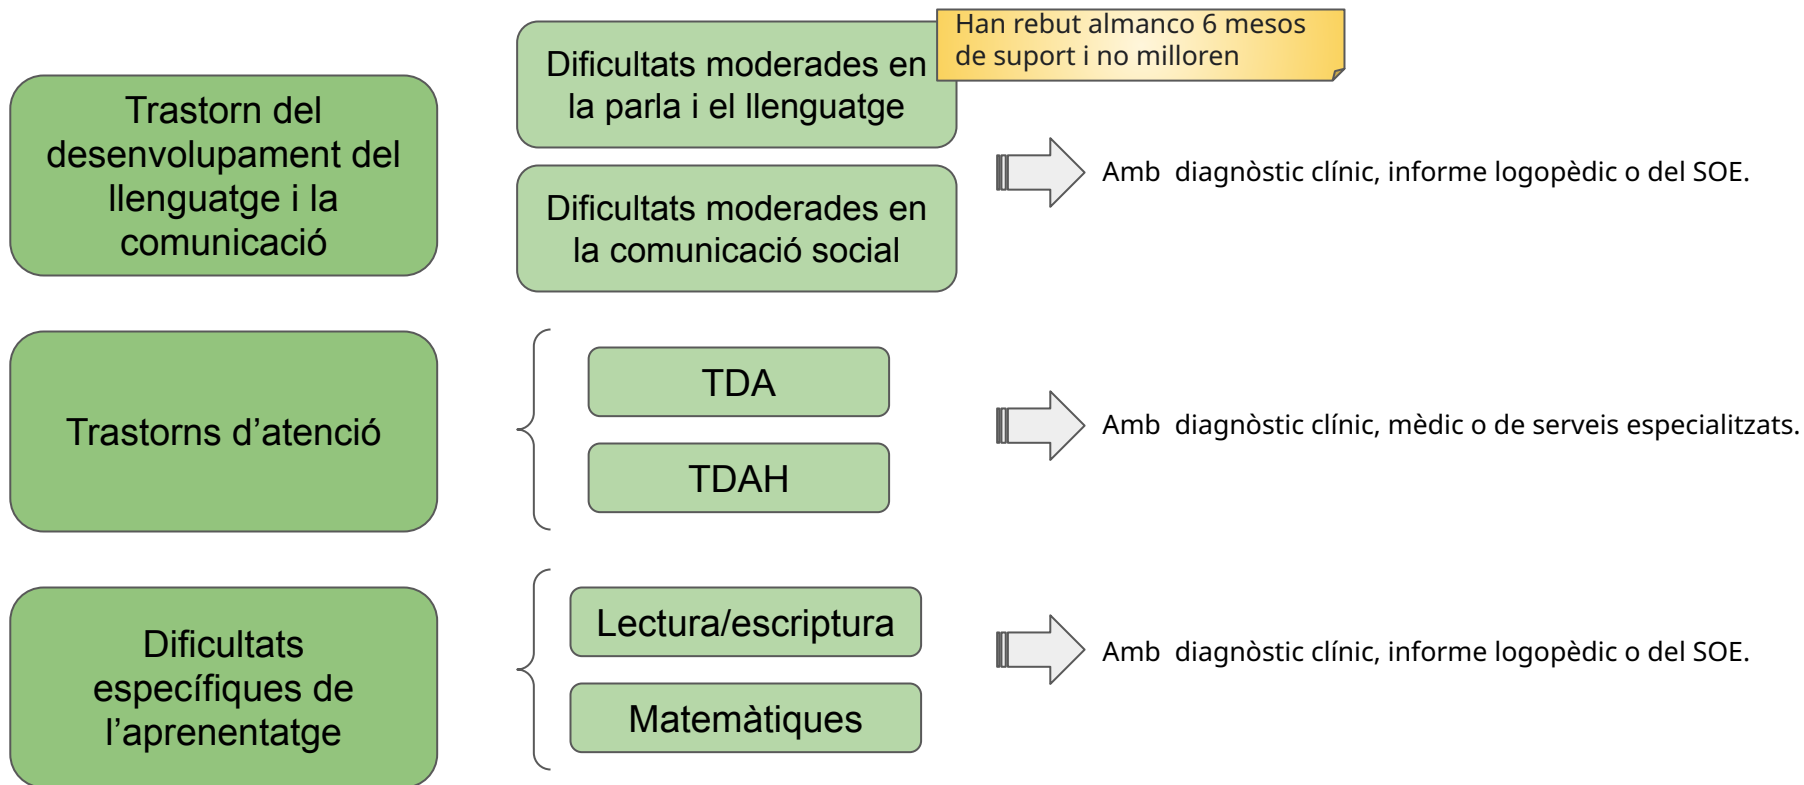 Trastorn del
desenvolupament del
llenguatge i la
comunicació
Dificultats moderades en
la parla i el llenguatge
Han rebut almanco 6 mesos
de suport i no milloren
Dificultats moderades en
la comunicació social
Amb  diagnòstic clínic, informe logopèdic o del SOE.
Trastorns d’atenció
TDA
TDAH
Amb  diagnòstic clínic, mèdic o de serveis especialitzats.
Dificultats
específiques de
l’aprenentatge
Lectura/escriptura
Matemàtiques
Amb  diagnòstic clínic, informe logopèdic o del SOE.